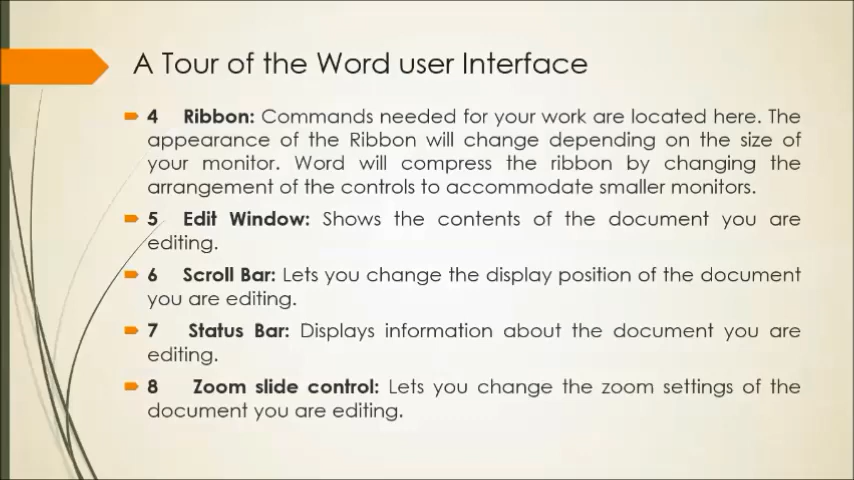 A Tour of the Word user Interface
4 Ribbon: Commands needed for your work are located here. The
appearance of the Ribbon will change depending on the size of
your monitor. Word will compress the ribbon by changing the
arrangement of the controls to accommodate smaller monitors.
5 Edit Window: Shows the contents of the document you are
editing.
6 Scroll Bar: Lets you change the display position of the document
you are editing.
7 Status Bar: Displays information about the document you are
editing.
8 Zoom slide control: Lets you change the zoom settings of the
document you are editing.